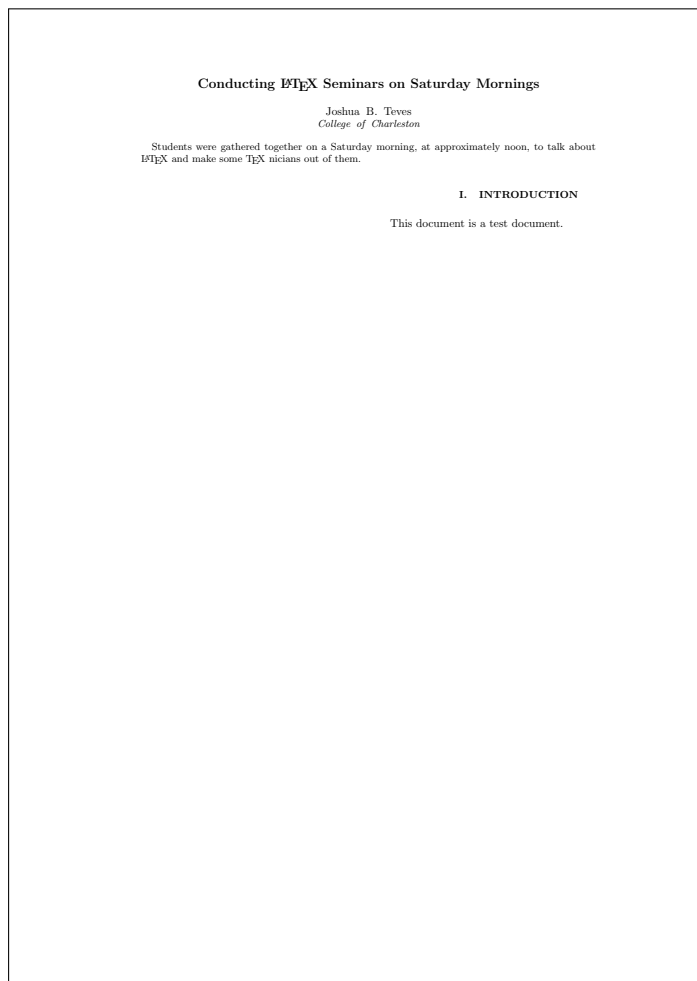 Conducting LATEX Seminars on Saturday Mornings
Joshua B. Teves
College of Charleston
Students were gathered together on a Saturday morning, at approximately noon, to talk about
LATEX and make some TEX nicians out of them.
I. INTRODUCTION
This document is a test document.